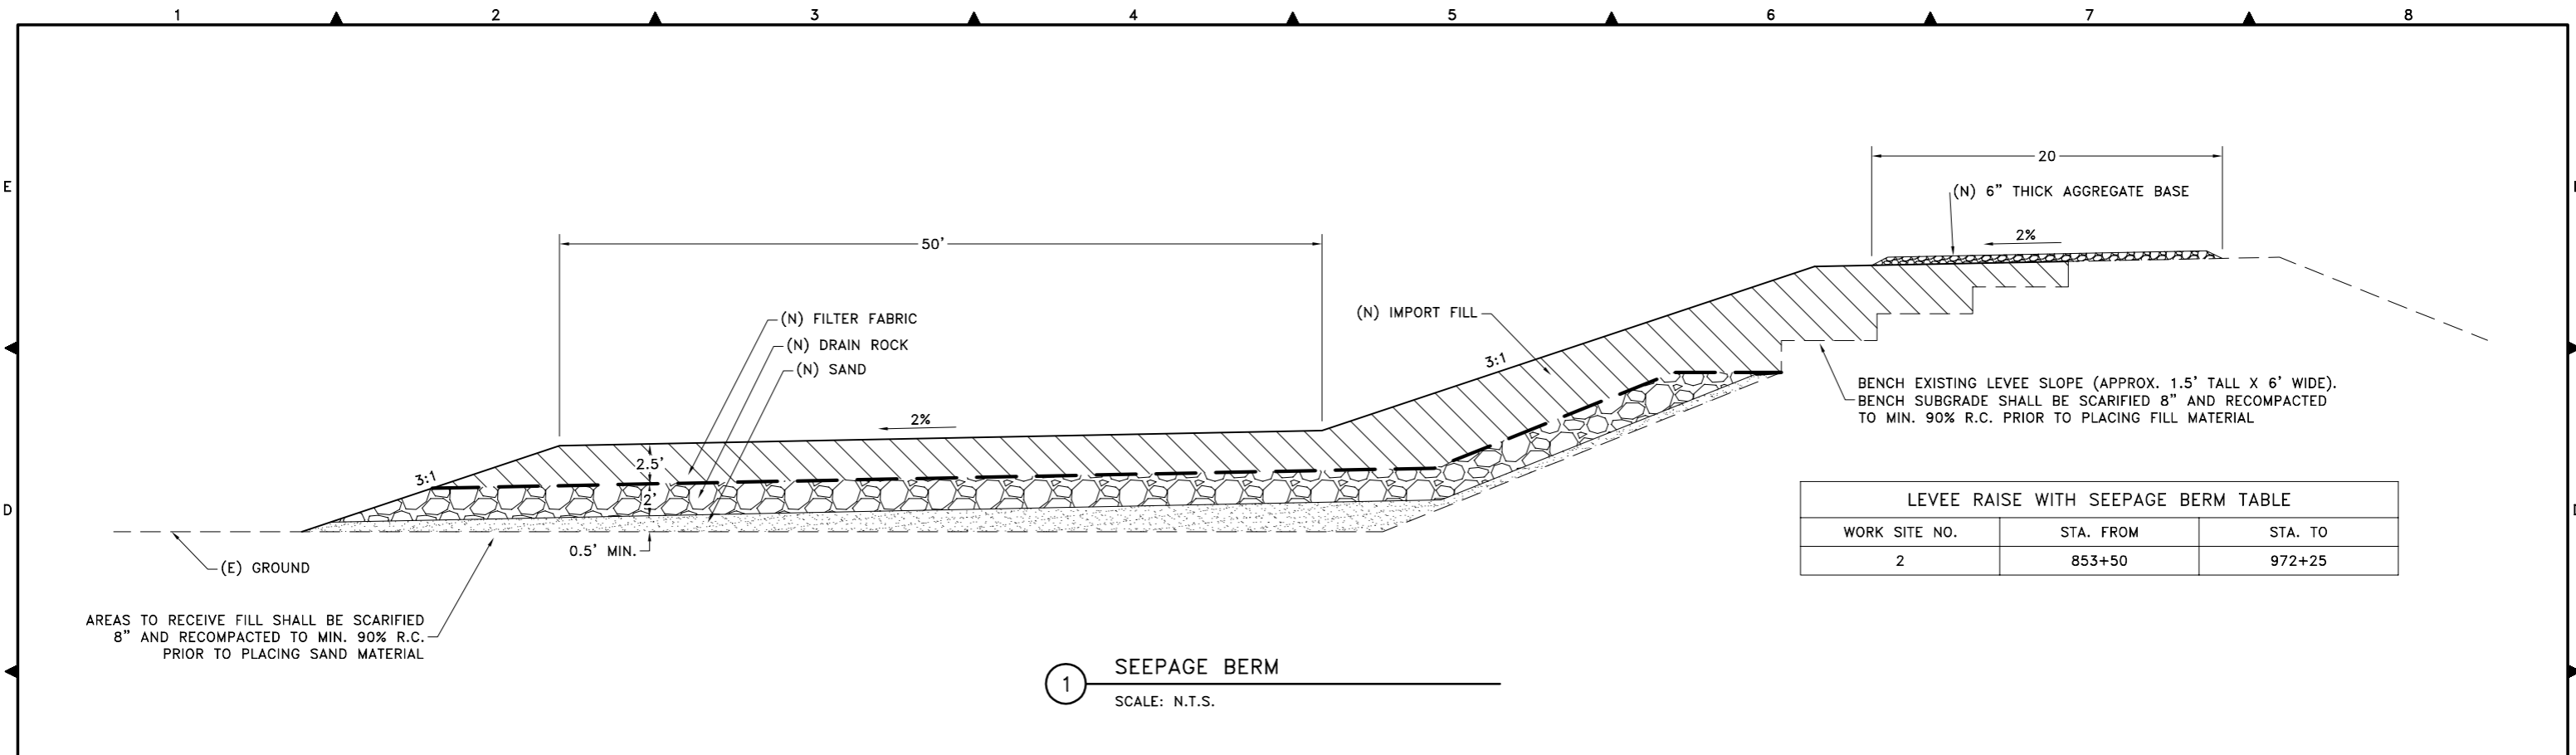 1 2 3 4 5 6 7 8
20
E
(N) 6" THICK AGGREGATE BASE
2%
50'
(N) FILTER FABRIC
(N) IMPORT FILL
(N) DRAIN ROCK
(N) SAND
3:1
BENCH EXISTING LEVEE SLOPE (APPROX. 1.5' TALL X 6' WIDE).
BENCH SUBGRADE SHALL BE SCARIFIED 8" AND RECOMPACTED
TO MIN. 90% R.C. PRIOR TO PLACING FILL MATERIAL
2%
2.5'
3:1
2'
D
LEVEE RAISE WITH SEEPAGE BERM TABLE
WORK SITE NO. STA. FROM STA. TO
2 853+50 972+25
0.5' MIN.
(E) GROUND
AREAS TO RECEIVE FILL SHALL BE SCARIFIED
8" AND RECOMPACTED TO MIN. 90% R.C.
PRIOR TO PLACING SAND MATERIAL
1 SEEPAGE BERM
SCALE: N.T.S.